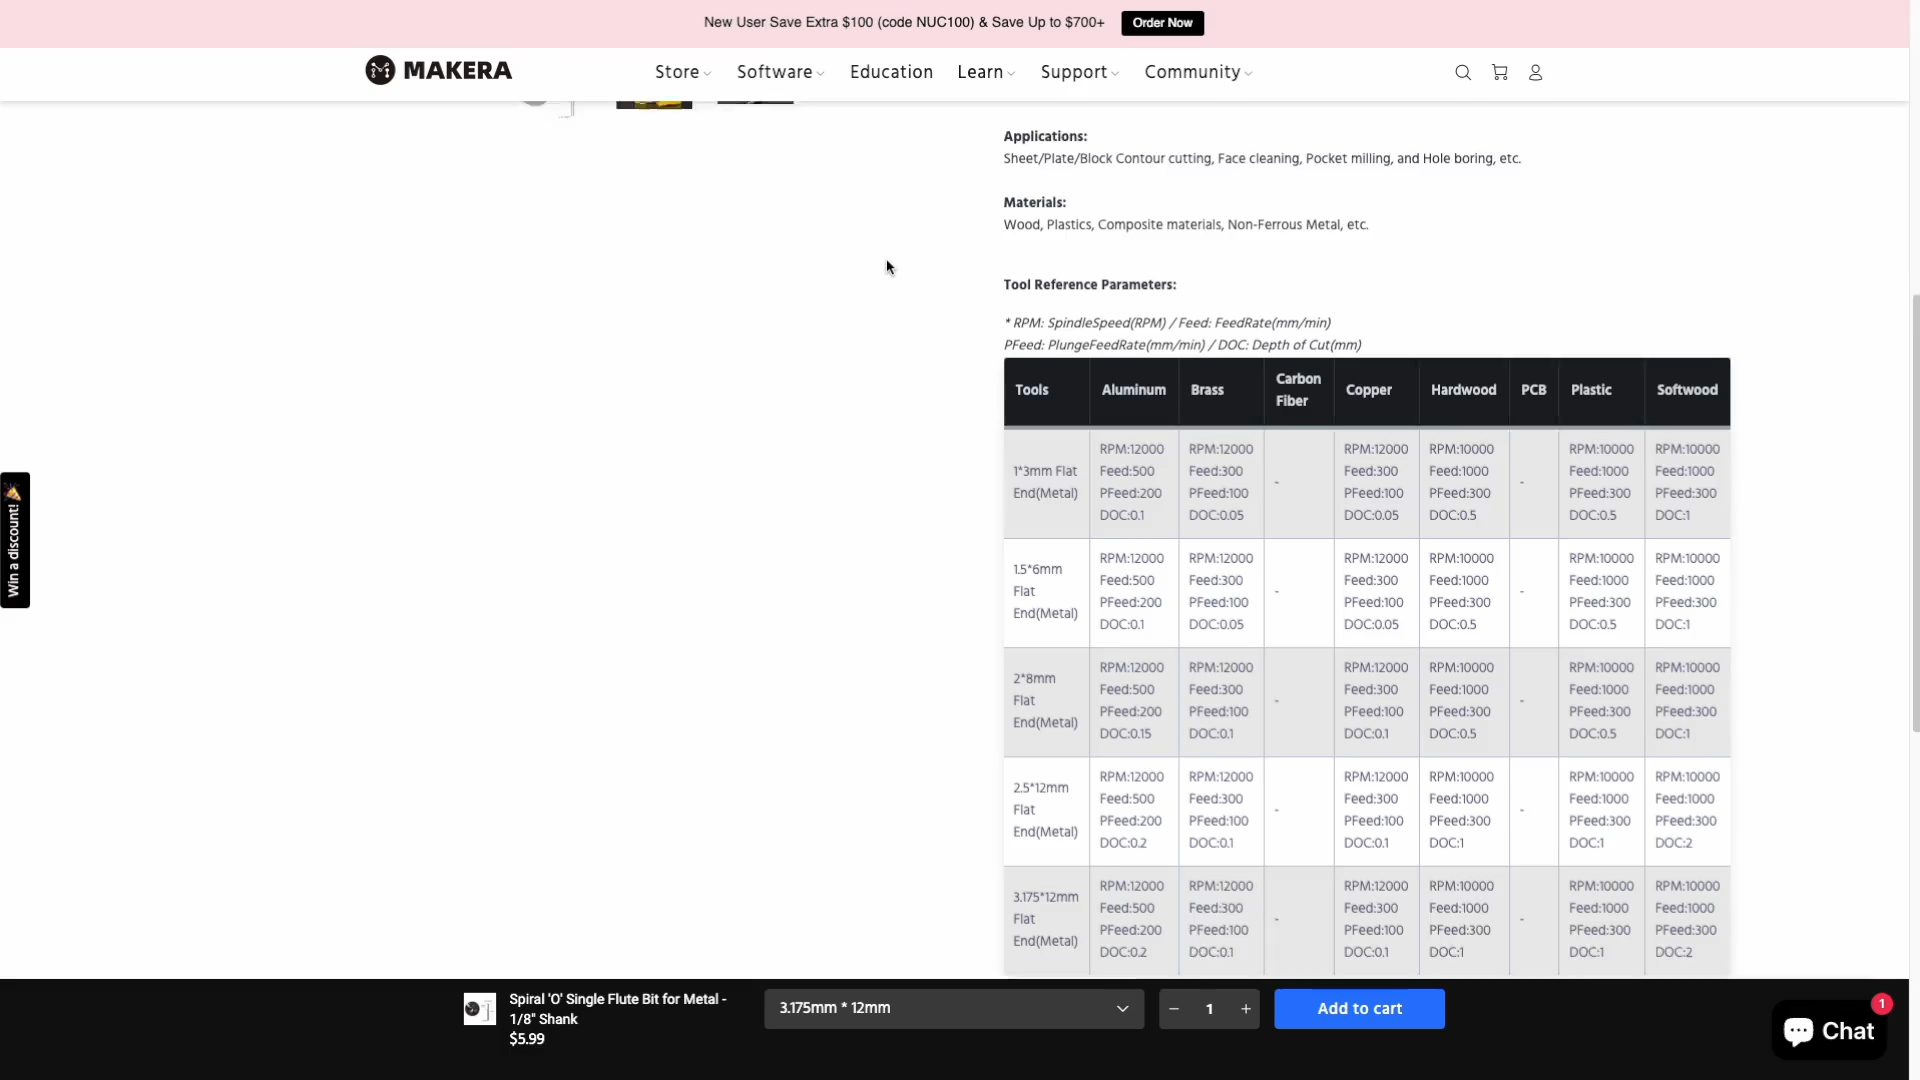 New User Save Extra $100 (code NUC100) & Save Up to $700+ Order Now
MAKERA
Store Software Education Learn Support Community
Applications:
Sheet/Plate/Block Contour cutting, Face cleaning, Pocket milling, and Hole boring, etc.
Materials:
Wood, Plastics, Composite materials, Non-Ferrous Metal, etc.
Tool Reference Parameters:
* RPM: SpindleSpeed(RPM) / Feed: FeedRate(mm/min)
PFeed: PlungeFeedRate(mm/min) / DOC: Depth of Cut(mm)
Tools Aluminum Brass Carbon Fiber Copper Hardwood PCB Plastic Softwood
1*3mm Flat End(Metal)
RPM:12000 RPM:12000 - RPM:12000 RPM:10000 - RPM:10000 RPM:10000
Feed:500 Feed:300 Feed:300 Feed:1000 Feed:1000 Feed:1000
PFeed:200 PFeed:100 PFeed:100 PFeed:300 PFeed:300 PFeed:300
DOC:0.1 DOC:0.05 DOC:0.05 DOC:0.5 DOC:0.5 DOC:1
1.5*6mm Flat End(Metal)
RPM:12000 RPM:12000 - RPM:12000 RPM:10000 - RPM:10000 RPM:10000
Feed:500 Feed:300 Feed:300 Feed:1000 Feed:1000 Feed:1000
PFeed:200 PFeed:100 PFeed:100 PFeed:300 PFeed:300 PFeed:300
DOC:0.1 DOC:0.05 DOC:0.05 DOC:0.5 DOC:0.5 DOC:1
2*8mm Flat End(Metal)
RPM:12000 RPM:12000 - RPM:12000 RPM:10000 - RPM:10000 RPM:10000
Feed:500 Feed:300 Feed:300 Feed:1000 Feed:1000 Feed:1000
PFeed:200 PFeed:100 PFeed:100 PFeed:300 PFeed:300 PFeed:300
DOC:0.15 DOC:0.1 DOC:0.1 DOC:0.5 DOC:0.5 DOC:1
2.5*12mm Flat End(Metal)
RPM:12000 RPM:12000 - RPM:12000 RPM:10000 - RPM:10000 RPM:10000
Feed:500 Feed:300 Feed:300 Feed:1000 Feed:1000 Feed:1000
PFeed:200 PFeed:100 PFeed:100 PFeed:300 PFeed:300 PFeed:300
DOC:0.2 DOC:0.1 DOC:0.1 DOC:1 DOC:1 DOC:2
3.175*12mm Flat End(Metal)
RPM:12000 RPM:12000 - RPM:12000 RPM:10000 - RPM:10000 RPM:10000
Feed:500 Feed:300 Feed:300 Feed:1000 Feed:1000 Feed:1000
PFeed:200 PFeed:100 PFeed:100 PFeed:300 PFeed:300 PFeed:300
DOC:0.2 DOC:0.1 DOC:0.1 DOC:1 DOC:1 DOC:2
Win a discount!
Spiral 'O' Single Flute Bit for Metal -
1/8" Shank
$5.99
3.175mm * 12mm
− 1 +
Add to cart
Chat
1